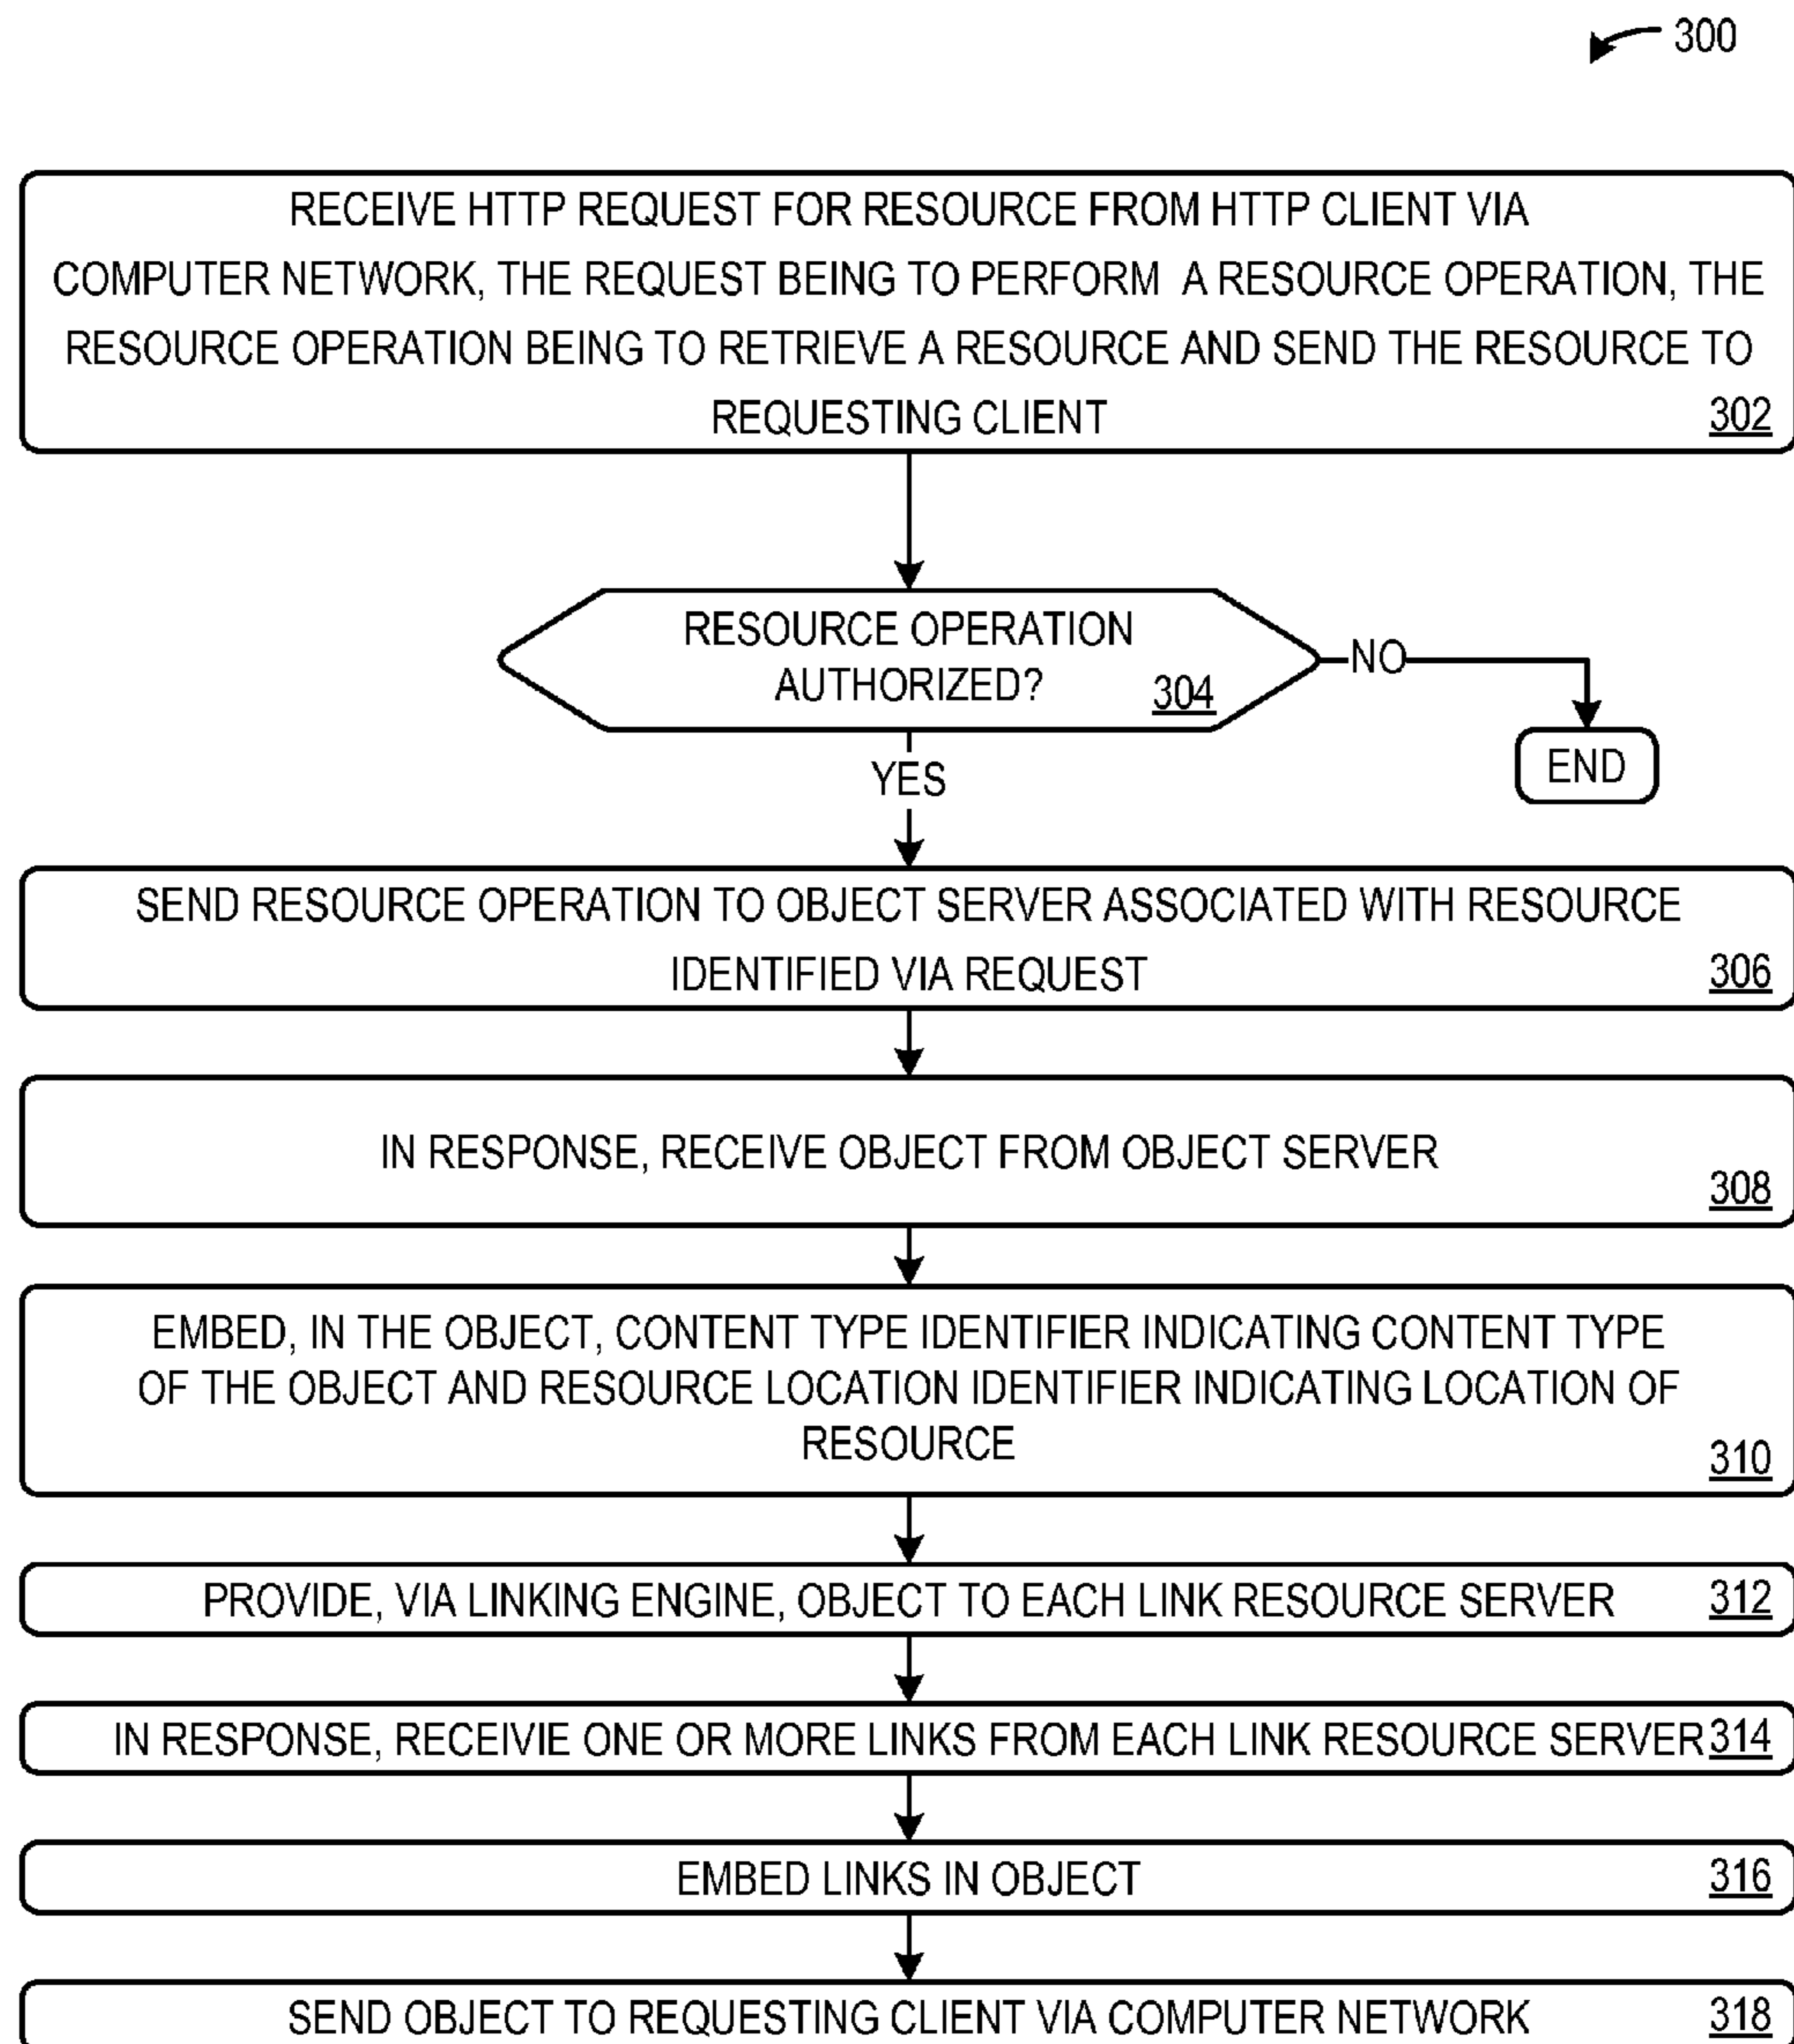 300
RECEIVE HTTP REQUEST FOR RESOURCE FROM HTTP CLIENT VIA
COMPUTER NETWORK, THE REQUEST BEING TO PERFORM A RESOURCE OPERATION, THE
RESOURCE OPERATION BEING TO RETRIEVE A RESOURCE AND SEND THE RESOURCE TO
REQUESTING CLIENT 302
RESOURCE OPERATION
AUTHORIZED? 304
NO
END
YES
SEND RESOURCE OPERATION TO OBJECT SERVER ASSOCIATED WITH RESOURCE
IDENTIFIED VIA REQUEST 306
IN RESPONSE, RECEIVE OBJECT FROM OBJECT SERVER
308
EMBED, IN THE OBJECT, CONTENT TYPE IDENTIFIER INDICATING CONTENT TYPE
OF THE OBJECT AND RESOURCE LOCATION IDENTIFIER INDICATING LOCATION OF
RESOURCE 310
PROVIDE, VIA LINKING ENGINE, OBJECT TO EACH LINK RESOURCE SERVER 312
IN RESPONSE, RECEIVIE ONE OR MORE LINKS FROM EACH LINK RESOURCE SERVER 314
EMBED LINKS IN OBJECT 316
SEND OBJECT TO REQUESTING CLIENT VIA COMPUTER NETWORK 318